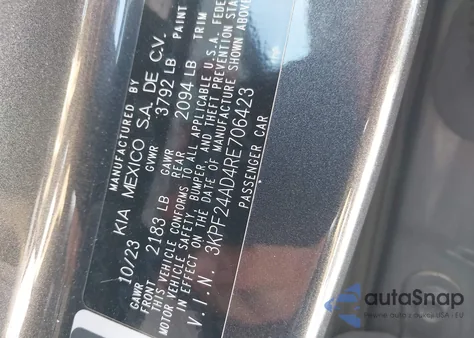 MANUFACTURED BY
10/23 KIA MEXICO S.A. DE C.V.
GVWR 3792 LB PAINT
GAWR FRONT 2183 LB GAWR REAR 2094 LB TRIM
THIS VEHICLE CONFORMS TO ALL APPLICABLE U.S.A. FEDE
MOTOR VEHICLE SAFETY, BUMPER, AND THEFT PREVENTION STA
IN EFFECT ON THE DATE OF MANUFACTURE SHOWN ABOVE
V.I.N. 3KPF24AD4RE706423
PASSENGER CAR
autoSnap